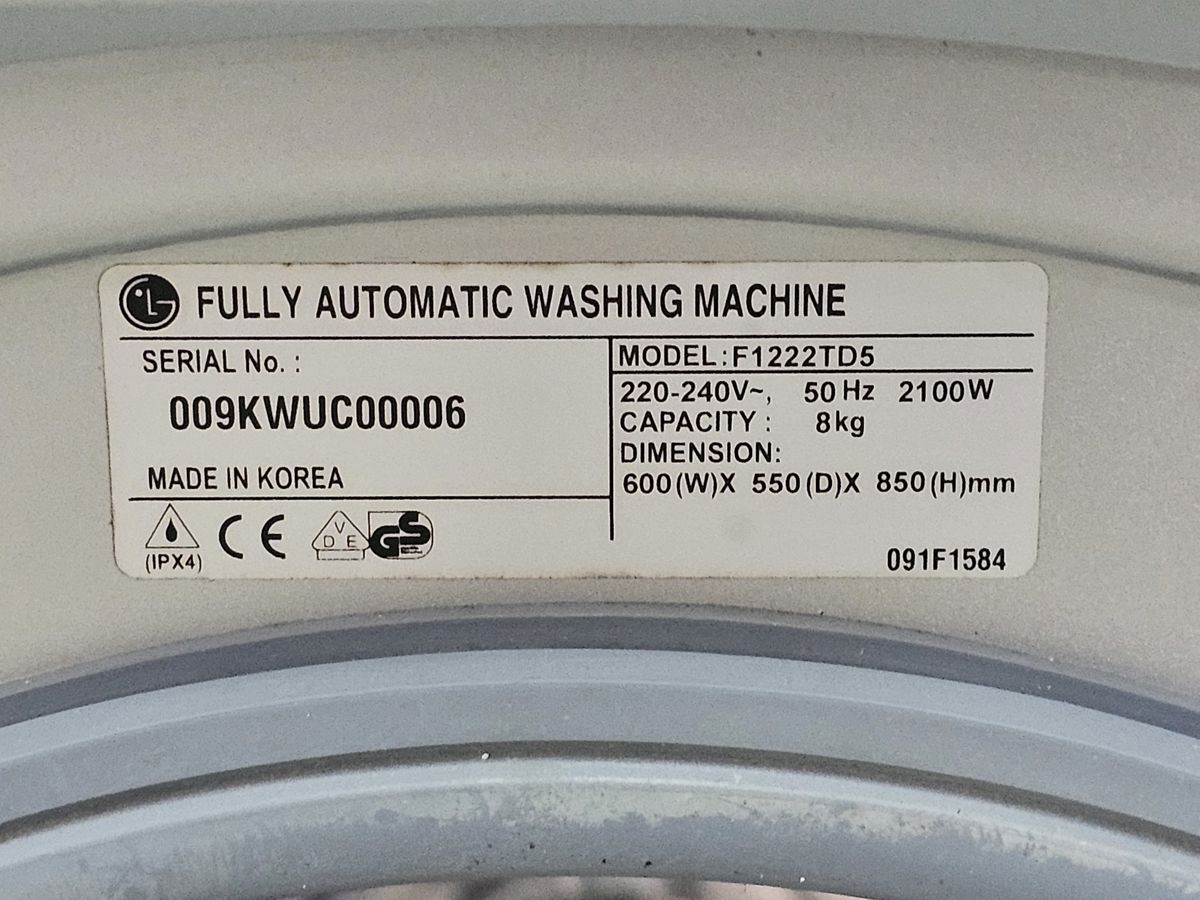 LG FULLY AUTOMATIC WASHING MACHINE
SERIAL No. :
009KWUC00006
MADE IN KOREA
(IPX4)
CE
VDE
GS
MODEL:F1222TD5
220-240V~, 50 Hz 2100W
CAPACITY : 8kg
DIMENSION:
600(W)X 550(D)X 850(H)mm
091F1584